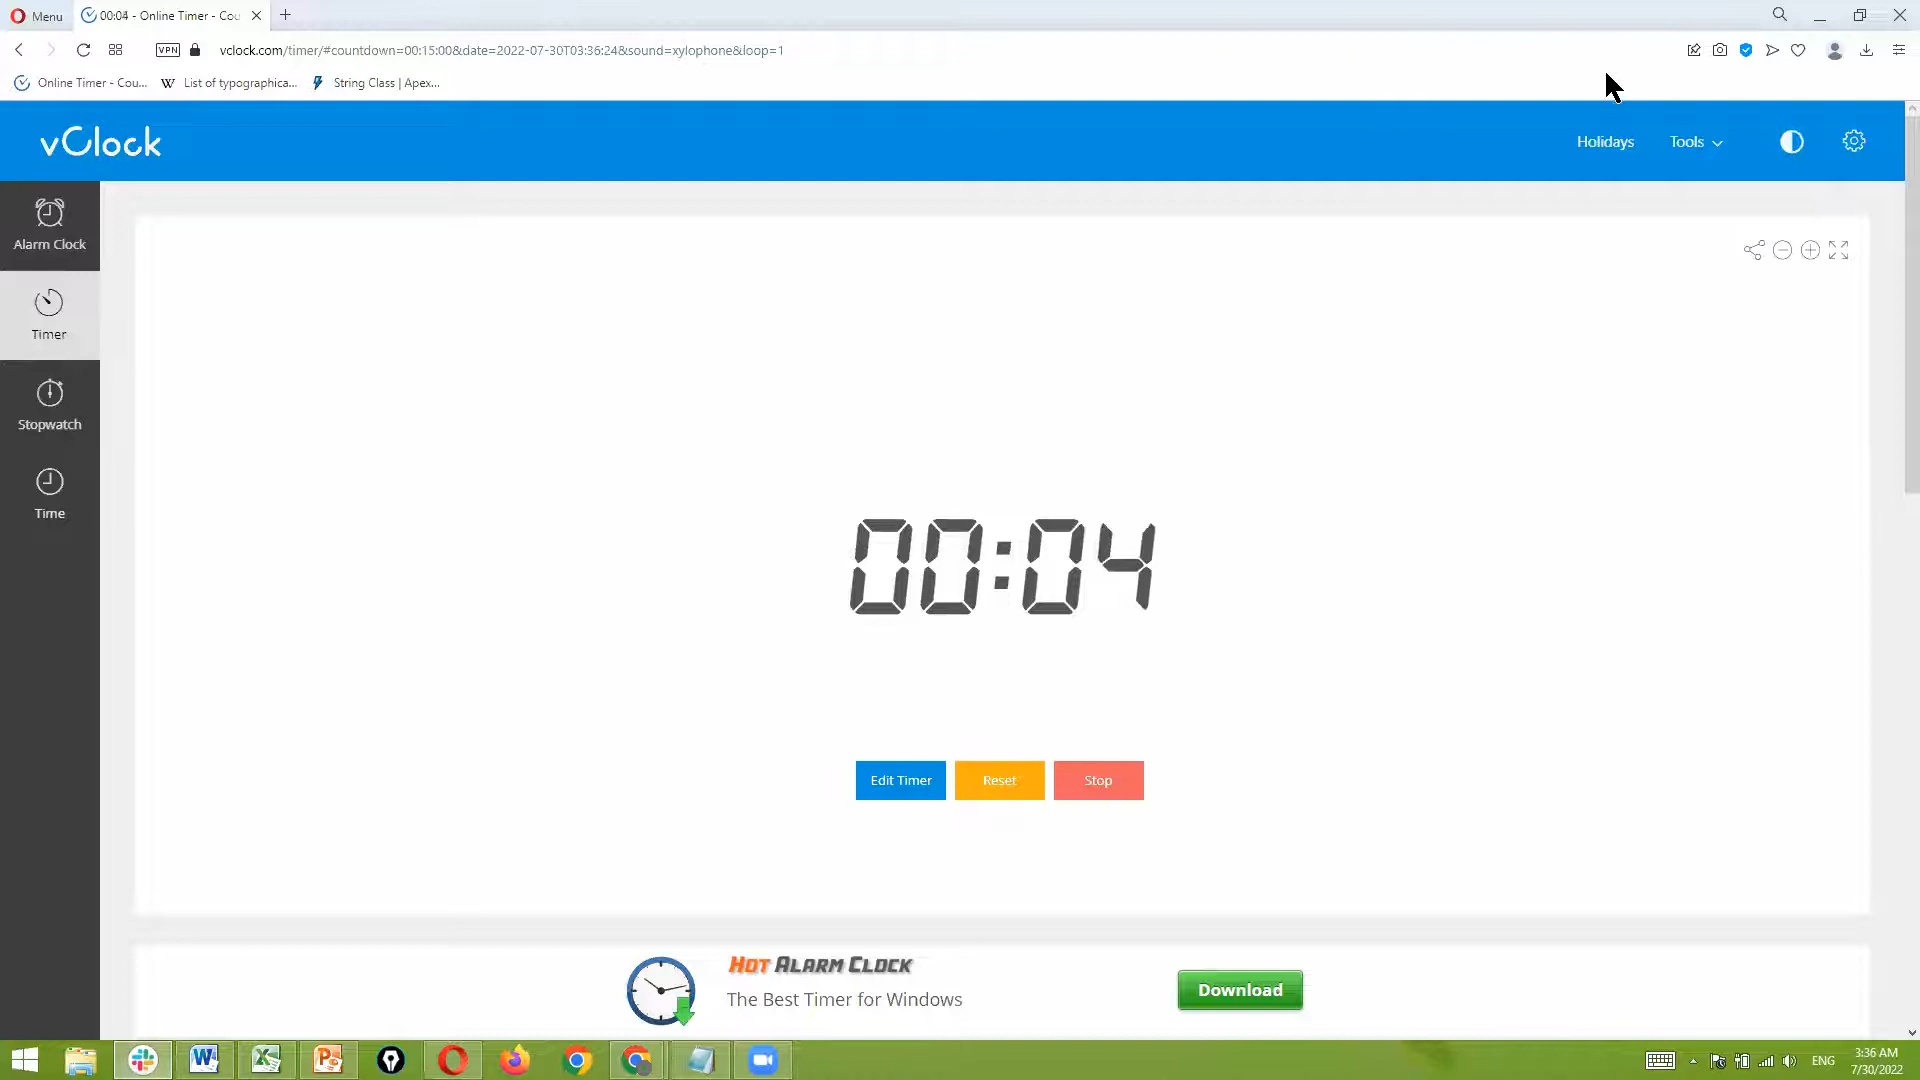 Menu
00:04 - Online Timer - Cou
VPN
vclock.com/timer/#countdown=00:15:00&date=2022-07-30T03:36:24&sound=xylophone&loop=1
Online Timer - Cou...
W List of typographica...
String Class | Apex...
vClock
Holidays
Tools
Alarm Clock
Timer
Stopwatch
Time
00:04
Edit Timer
Reset
Stop
Hot Alarm Clock
The Best Timer for Windows
Download
ENG
3:36 AM
7/30/2022